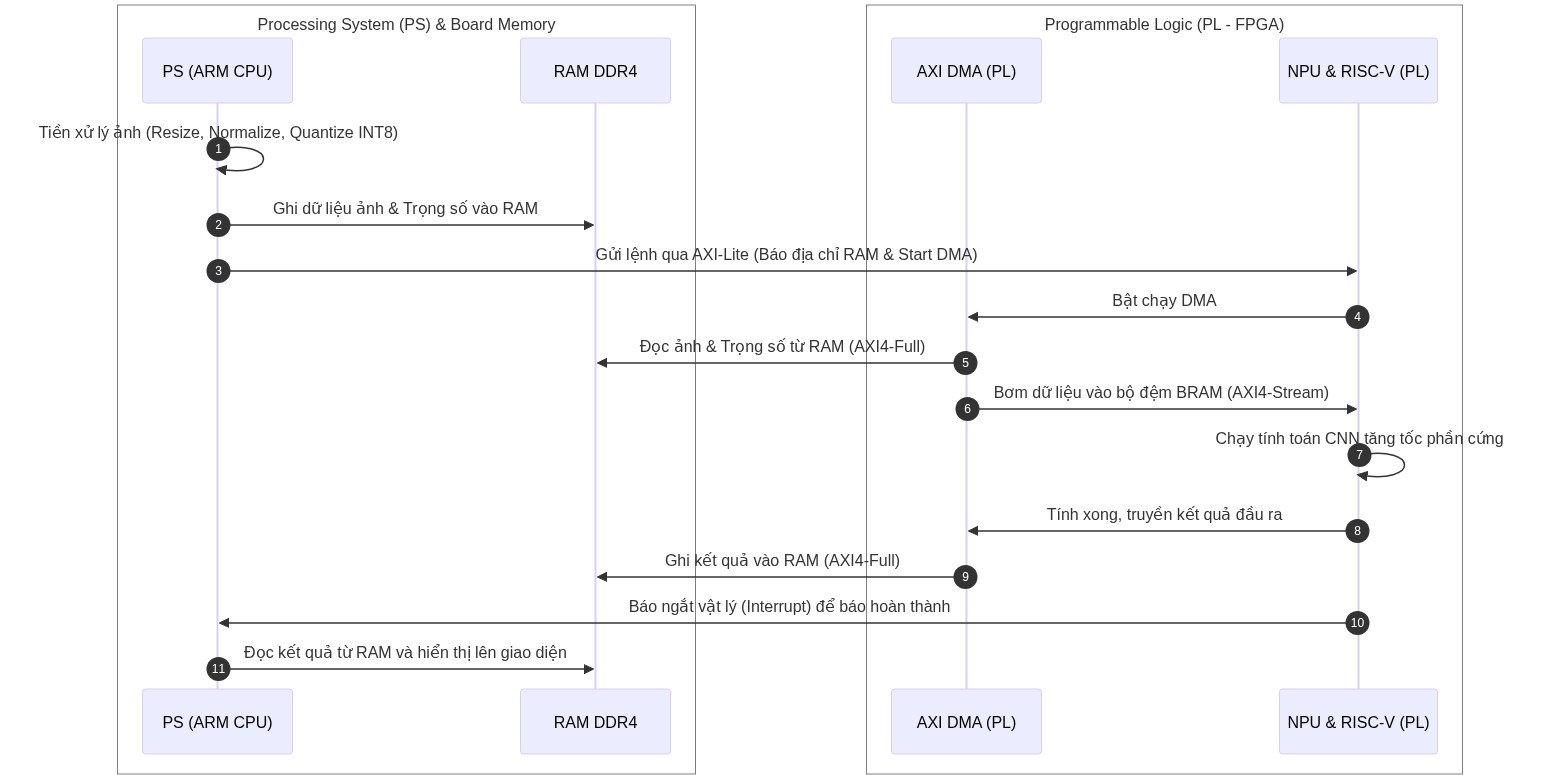 Processing System (PS) & Board Memory
Programmable Logic (PL - FPGA)
PS (ARM CPU)
RAM DDR4
AXI DMA (PL)
NPU & RISC-V (PL)
Tiền xử lý ảnh (Resize, Normalize, Quantize INT8)
1
Ghi dữ liệu ảnh & Trọng số vào RAM
2
Gửi lệnh qua AXI-Lite (Báo địa chỉ RAM & Start DMA)
3
Bật chạy DMA
4
Đọc ảnh & Trọng số từ RAM (AXI4-Full)
5
Bơm dữ liệu vào bộ đệm BRAM (AXI4-Stream)
6
Chạy tính toán CNN tăng tốc phần cứng
7
Tính xong, truyền kết quả đầu ra
8
Ghi kết quả vào RAM (AXI4-Full)
9
Báo ngắt vật lý (Interrupt) để báo hoàn thành
10
Đọc kết quả từ RAM và hiển thị lên giao diện
11
PS (ARM CPU)
RAM DDR4
AXI DMA (PL)
NPU & RISC-V (PL)